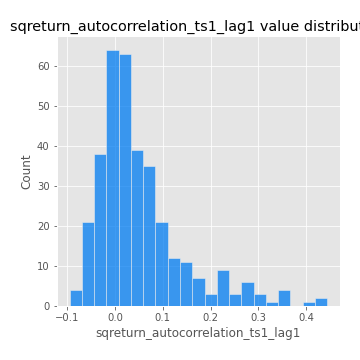 sqreturn_autocorrelation_ts1_lag1 value distribut
60
50
40
30
20
10
0
Count
−0.1 0.0 0.1 0.2 0.3 0.4
sqreturn_autocorrelation_ts1_lag1